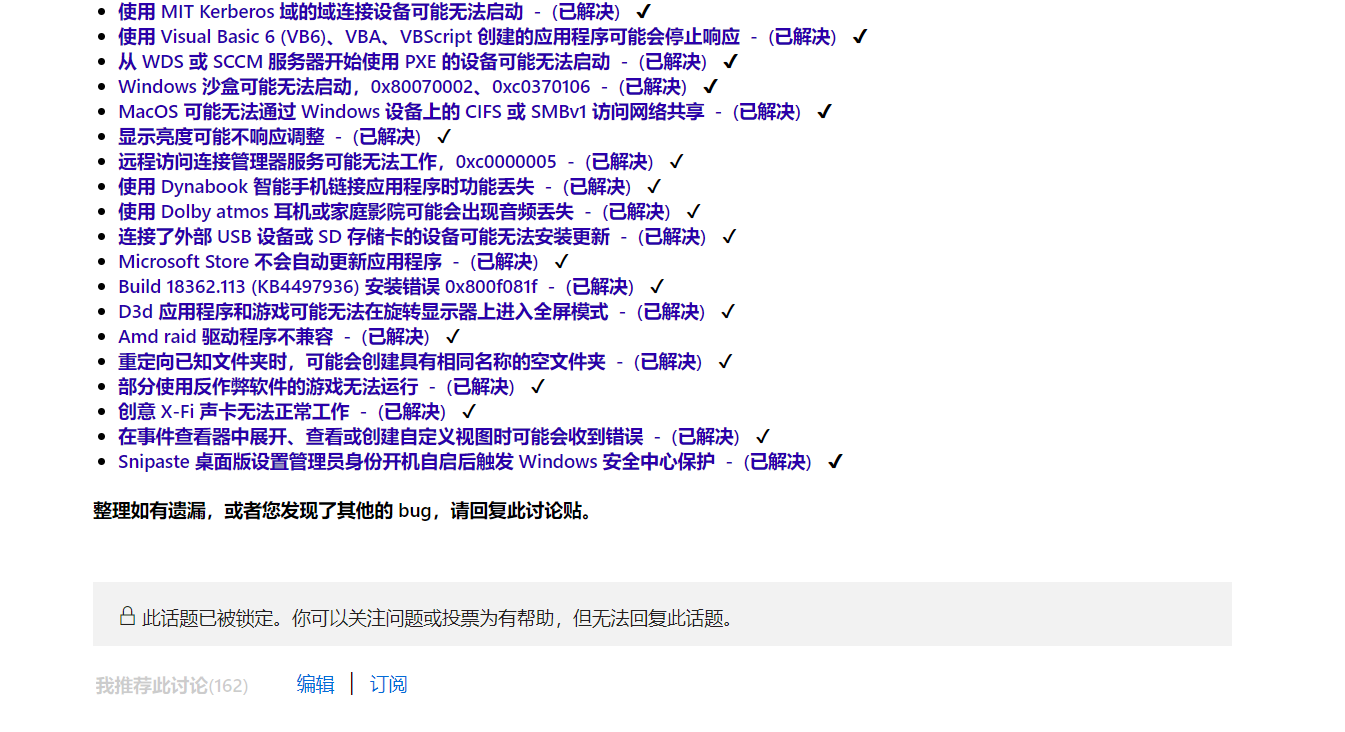 • 使用 MIT Kerberos 域的域连接设备可能无法启动 - (已解决) ✔
• 使用 Visual Basic 6 (VB6)、VBA、VBScript 创建的应用程序可能会停止响应 - (已解决) ✔
• 从 WDS 或 SCCM 服务器开始使用 PXE 的设备可能无法启动 - (已解决) ✔
• Windows 沙盒可能无法启动，0x80070002、0xc0370106 - (已解决) ✔
• MacOS 可能无法通过 Windows 设备上的 CIFS 或 SMBv1 访问网络共享 - (已解决) ✔
• 显示亮度可能不响应调整 - (已解决) ✓
• 远程访问连接管理器服务可能无法工作，0xc0000005 - (已解决) ✓
• 使用 Dynabook 智能手机链接应用程序时功能丢失 - (已解决) ✓
• 使用 Dolby atmos 耳机或家庭影院可能会出现音频丢失 - (已解决) ✓
• 连接了外部 USB 设备或 SD 存储卡的设备可能无法安装更新 - (已解决) ✓
• Microsoft Store 不会自动更新应用程序 - (已解决) ✓
• Build 18362.113 (KB4497936) 安装错误 0x800f081f - (已解决) ✓
• D3d 应用程序和游戏可能无法在旋转显示器上进入全屏模式 - (已解决) ✓
• Amd raid 驱动程序不兼容 - (已解决) ✓
• 重定向已知文件夹时，可能会创建具有相同名称的空文件夹 - (已解决) ✓
• 部分使用反作弊软件的游戏无法运行 - (已解决) ✓
• 创意 X-Fi 声卡无法正常工作 - (已解决) ✓
• 在事件查看器中展开、查看或创建自定义视图时可能会收到错误 - (已解决) ✓
• Snipaste 桌面版设置管理员身份开机自启后触发 Windows 安全中心保护 - (已解决) ✔
整理如有遗漏，或者您发现了其他的 bug，请回复此讨论贴。
此话题已被锁定。你可以关注问题或投票为有帮助，但无法回复此话题。
我推荐此讨论(162) 编辑 | 订阅